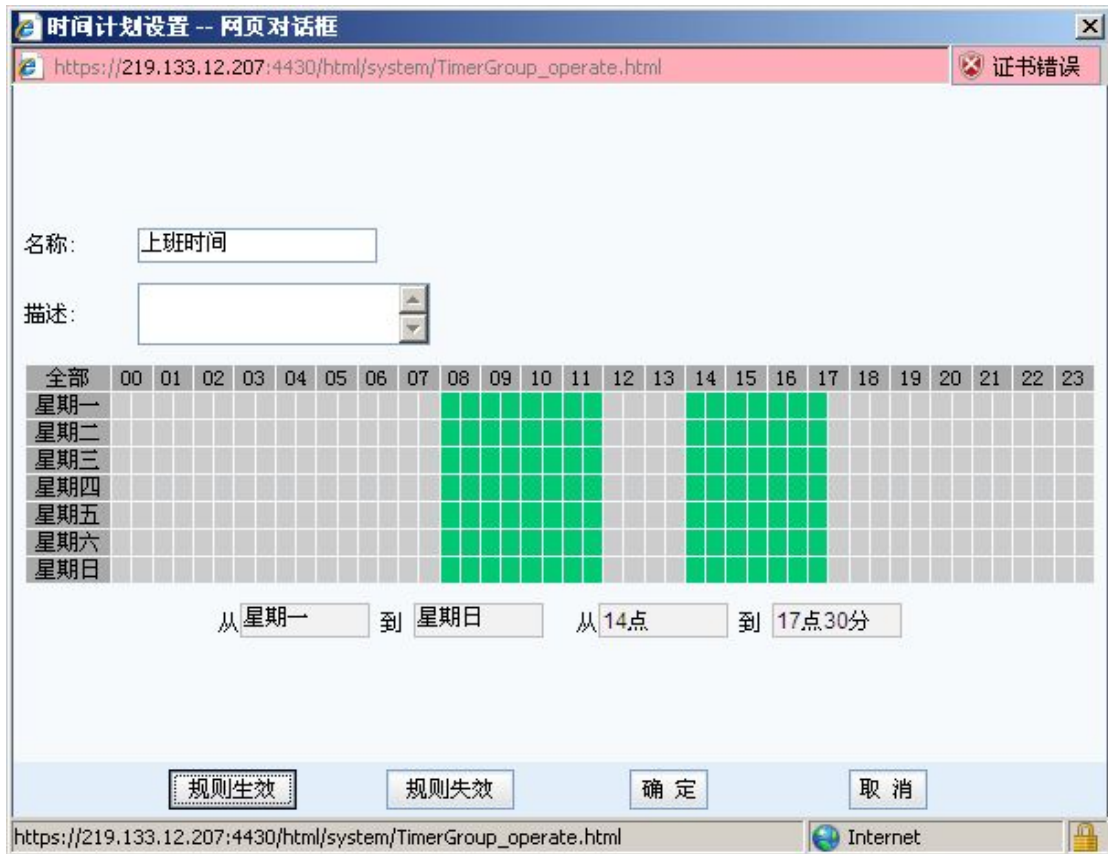 时间计划设置 -- 网页对话框
https://219.133.12.207:4430/html/system/TimerGroup_operate.html 证书错误
名称: 上班时间
描述:
全部 00 01 02 03 04 05 06 07 08 09 10 11 12 13 14 15 16 17 18 19 20 21 22 23
星期一
星期二
星期三
星期四
星期五
星期六
星期日
从 星期一 到 星期日 从 14点 到 17点30分
规则生效 规则失效 确 定 取 消
https://219.133.12.207:4430/html/system/TimerGroup_operate.html Internet